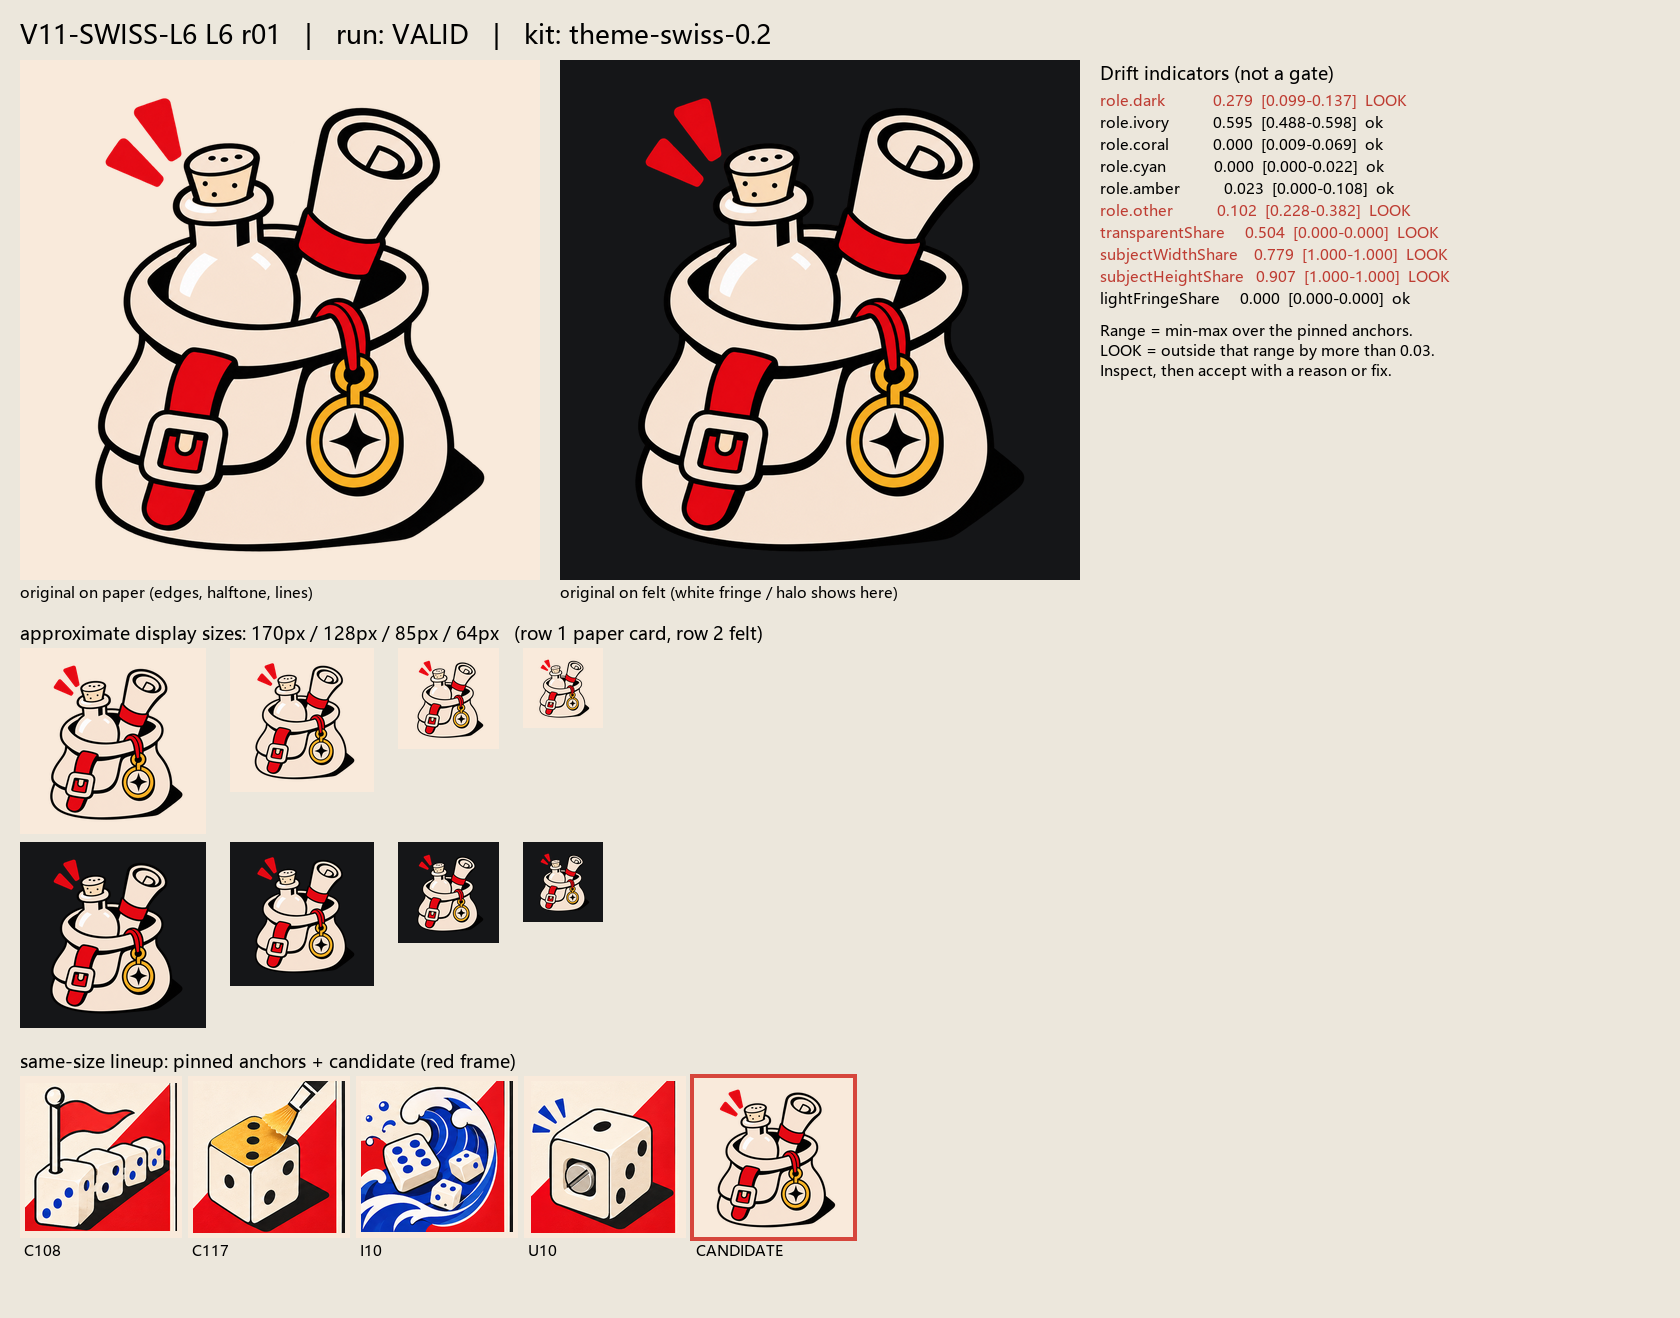 V11-SWISS-L6 L6 r01 | run: VALID | kit: theme-swiss-0.2
Drift indicators (not a gate)
role.dark 0.279 [0.099-0.137] LOOK
role.ivory 0.595 [0.488-0.598] ok
role.coral 0.000 [0.009-0.069] ok
role.cyan 0.000 [0.000-0.022] ok
role.amber 0.023 [0.000-0.108] ok
role.other 0.102 [0.228-0.382] LOOK
transparentShare 0.504 [0.000-0.000] LOOK
subjectWidthShare 0.779 [1.000-1.000] LOOK
subjectHeightShare 0.907 [1.000-1.000] LOOK
lightFringeShare 0.000 [0.000-0.000] ok
Range = min-max over the pinned anchors.
LOOK = outside that range by more than 0.03.
Inspect, then accept with a reason or fix.
original on paper (edges, halftone, lines)
original on felt (white fringe / halo shows here)
approximate display sizes: 170px / 128px / 85px / 64px (row 1 paper card, row 2 felt)
same-size lineup: pinned anchors + candidate (red frame)
C108
C117
I10
U10
CANDIDATE